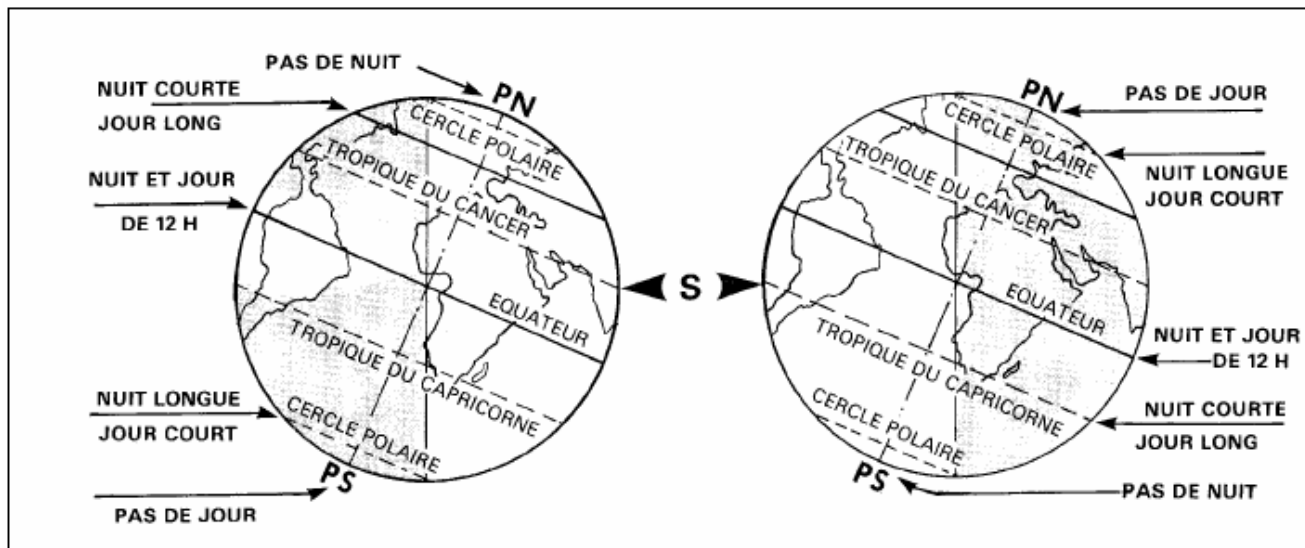 PAS DE NUIT
NUIT COURTE
JOUR LONG
NUIT ET JOUR
DE 12 H
NUIT LONGUE
JOUR COURT
PAS DE JOUR
PN
CERCLE POLAIRE
TROPIQUE DU CANCER
EQUATEUR
TROPIQUE DU CAPRICORNE
CERCLE POLAIRE
PS
S
PN
CERCLE POLAIRE
TROPIQUE DU CANCER
EQUATEUR
TROPIQUE DU CAPRICORNE
CERCLE POLAIRE
PS
PAS DE JOUR
NUIT LONGUE
JOUR COURT
NUIT ET JOUR
DE 12 H
NUIT COURTE
JOUR LONG
PAS DE NUIT